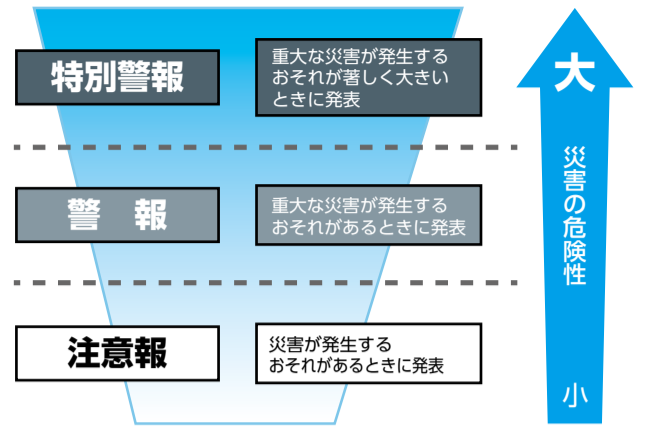 特別警報
重大な災害が発生する
おそれが著しく大きい
ときに発表
警　報
重大な災害が発生する
おそれがあるときに発表
注意報
災害が発生する
おそれがあるときに発表
大
災害の危険性
小